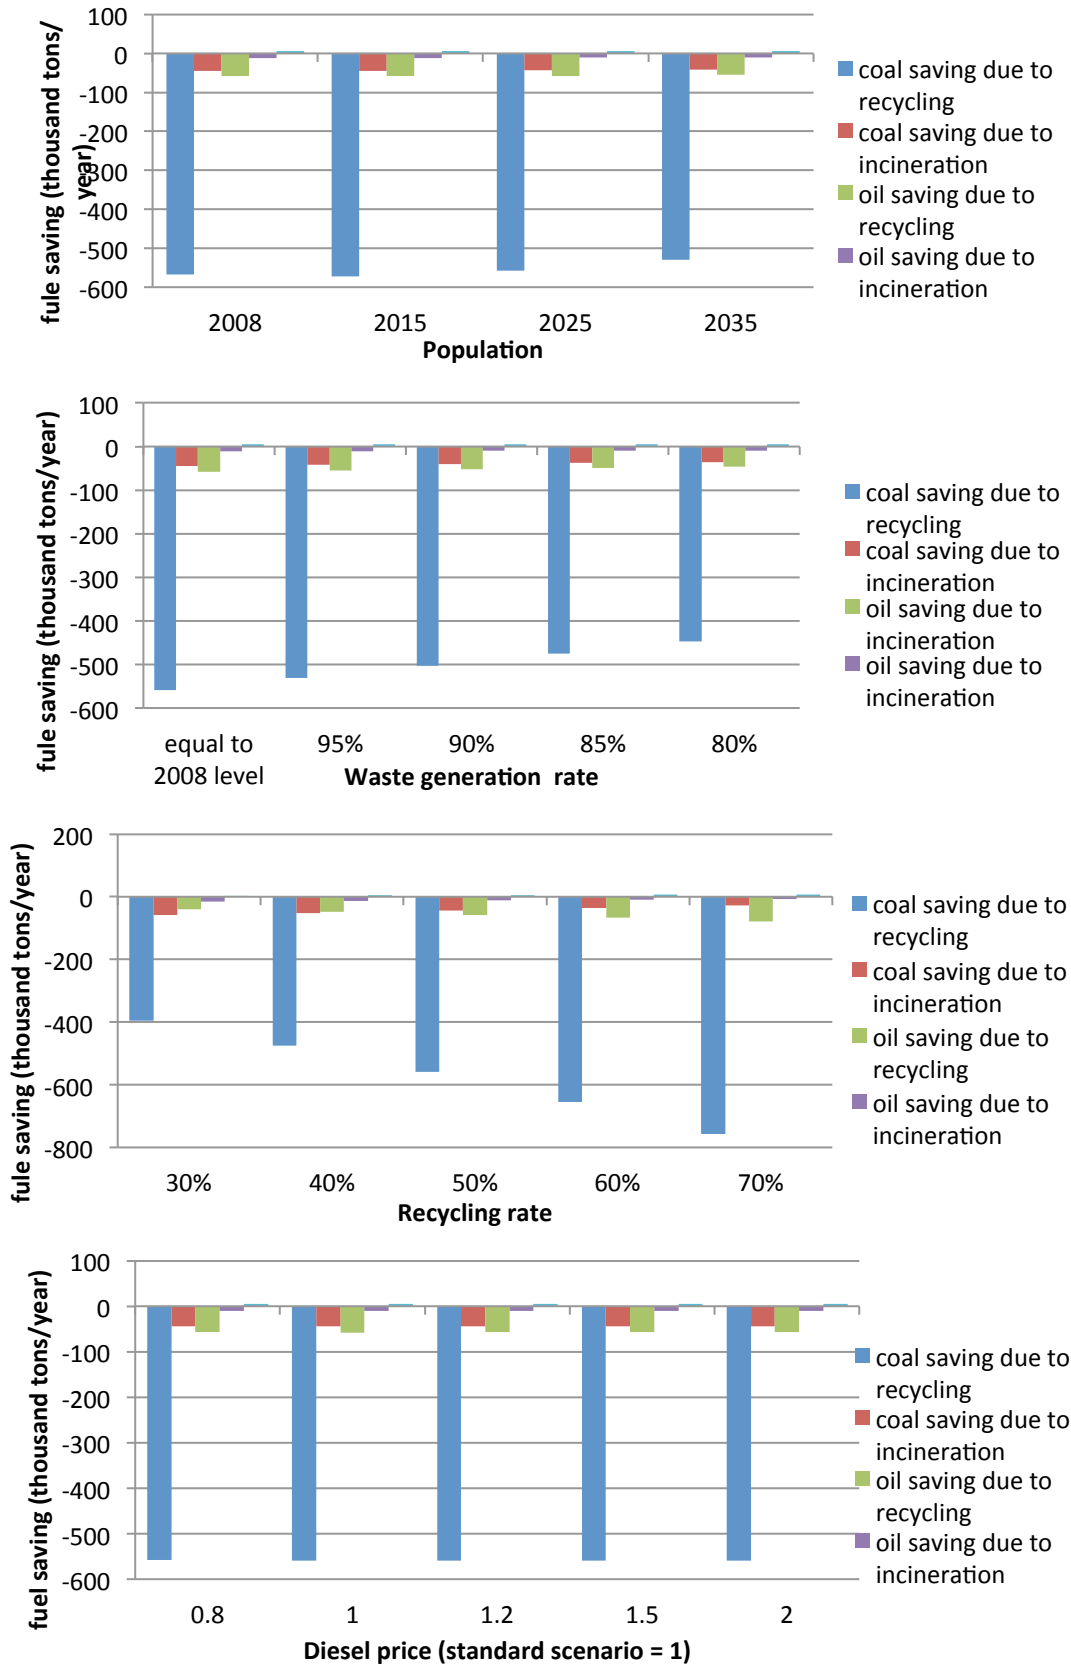 fule saving (thousand tons/
year)
100
0
-100
-200
-300
-400
-500
-600
2008 2015 2025 2035
Population
coal saving due to
recycling
coal saving due to
incineration
oil saving due to
recycling
oil saving due to
incineration
fule saving (thousand tons/year)
100
0
-100
-200
-300
-400
-500
-600
equal to 95% 90% 85% 80%
2008 level
Waste generation rate
coal saving due to
recycling
coal saving due to
incineration
oil saving due to
incineration
oil saving due to
incineration
fule saving (thousand tons/year)
200
0
-200
-400
-600
-800
30% 40% 50% 60% 70%
Recycling rate
coal saving due to
recycling
coal saving due to
incineration
oil saving due to
recycling
oil saving due to
incineration
fuel saving (thousand tons/year)
100
0
-100
-200
-300
-400
-500
-600
0.8 1 1.2 1.5 2
Diesel price (standard scenario = 1)
coal saving due to
recycling
coal saving due to
incineration
oil saving due to
recycling
oil saving due to
incineration